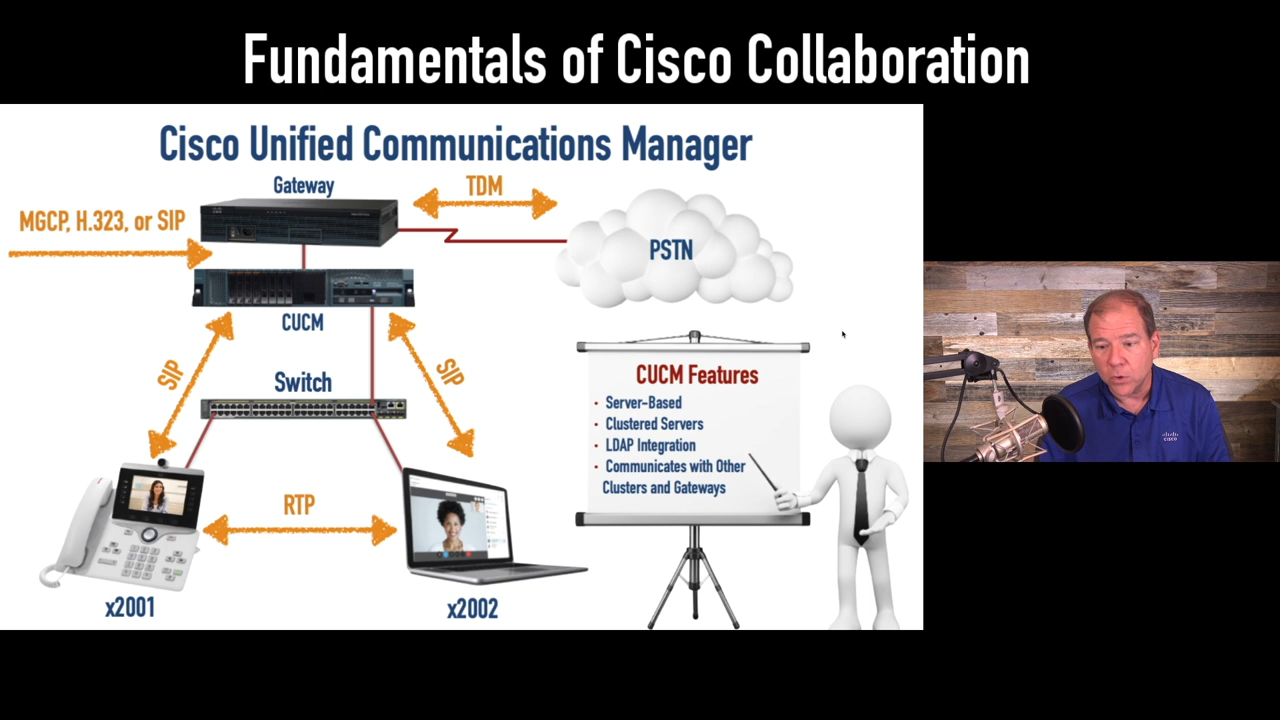 Fundamentals of Cisco Collaboration
Cisco Unified Communications Manager
Gateway
TDM
MGCP, H.323, or SIP
PSTN
CUCM
SIP
SIP
Switch
CUCM Features
• Server-Based
• Clustered Servers
• LDAP Integration
• Communicates with Other
Clusters and Gateways
RTP
x2001
x2002
cisco